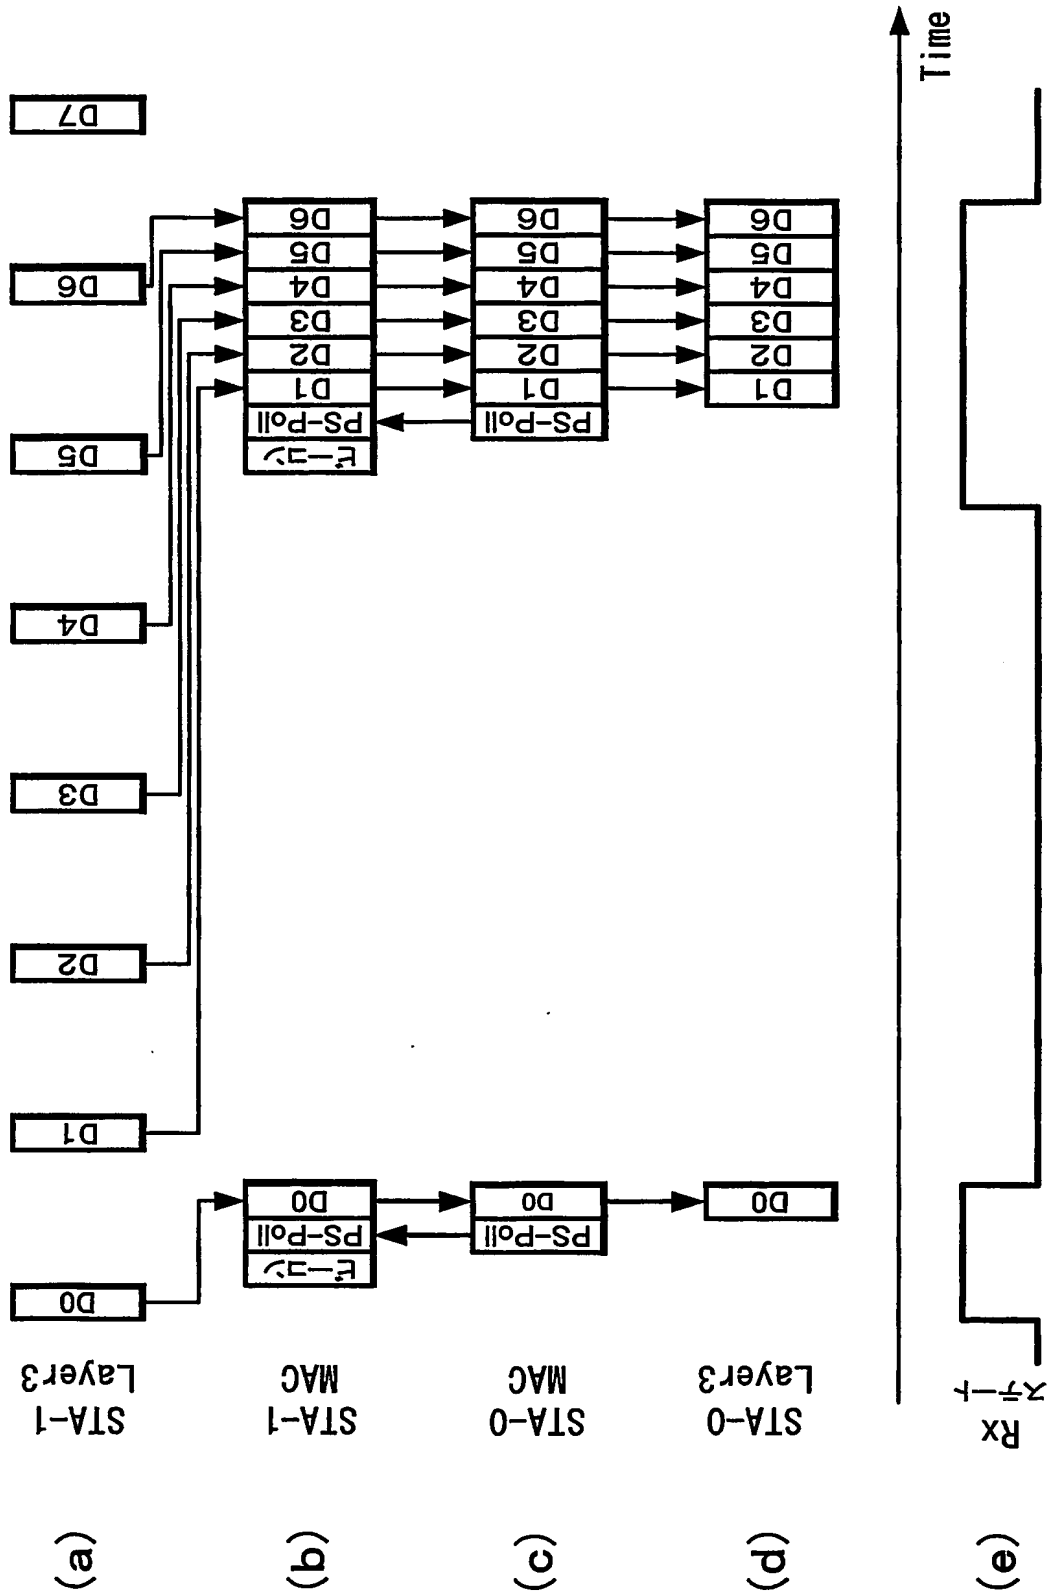 (a)
STA-1
Layer3
D0
D1
D2
D3
D4
D5
D6
D7
(b)
STA-1
MAC
ビーコン
PS-Poll
D0
ビーコン
PS-Poll
D1
D2
D3
D4
D5
D6
(c)
STA-0
MAC
PS-Poll
D0
PS-Poll
D1
D2
D3
D4
D5
D6
(d)
STA-0
Layer3
D0
D1
D2
D3
D4
D5
D6
Time
(e)
Rx
ステート